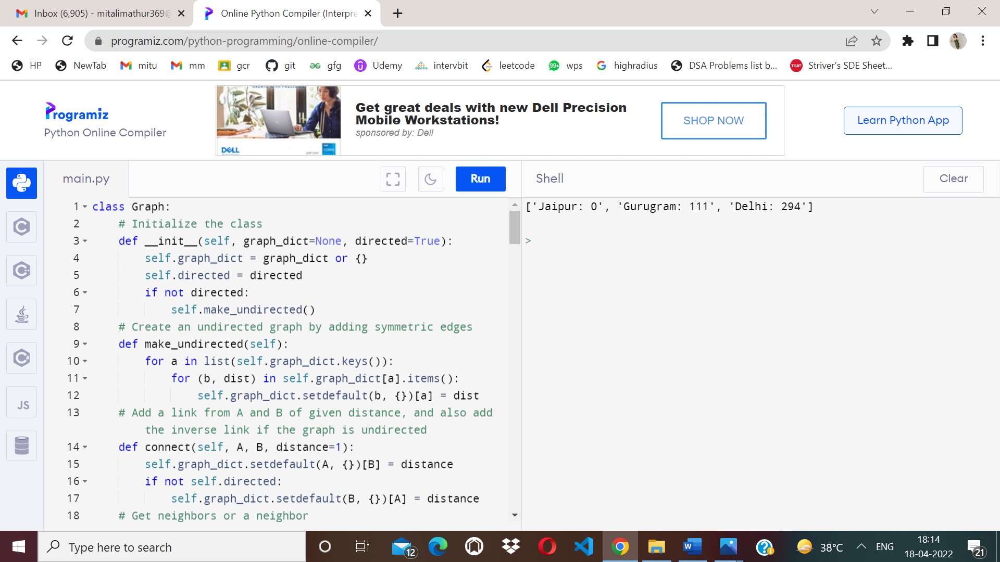 Inbox (6,905) - mitalimathur369@
Online Python Compiler (Interpre
programiz.com/python-programming/online-compiler/
HP
NewTab
mitu
mm
gcr
git
gfg
Udemy
intervbit
leetcode
99+
wps
highradius
DSA Problems list b...
TUF
Striver's SDE Sheet...
Programiz
Python Online Compiler
DELL
intel
CORE
Get great deals with new Dell Precision
Mobile Workstations!
sponsored by: Dell
SHOP NOW
Learn Python App
main.py
Run
Shell
Clear
C
C++
C#
JS
1 class Graph:
2 # Initialize the class
3 def __init__(self, graph_dict=None, directed=True):
4 self.graph_dict = graph_dict or {}
5 self.directed = directed
6 if not directed:
7 self.make_undirected()
8 # Create an undirected graph by adding symmetric edges
9 def make_undirected(self):
10 for a in list(self.graph_dict.keys()):
11 for (b, dist) in self.graph_dict[a].items():
12 self.graph_dict.setdefault(b, {})[a] = dist
13 # Add a link from A and B of given distance, and also add
the inverse link if the graph is undirected
14 def connect(self, A, B, distance=1):
15 self.graph_dict.setdefault(A, {})[B] = distance
16 if not self.directed:
17 self.graph_dict.setdefault(B, {})[A] = distance
18 # Get neighbors or a neighbor
['Jaipur: 0', 'Gurugram: 111', 'Delhi: 294']
>
Type here to search
12
W
38°C
ENG
18:14
18-04-2022
21